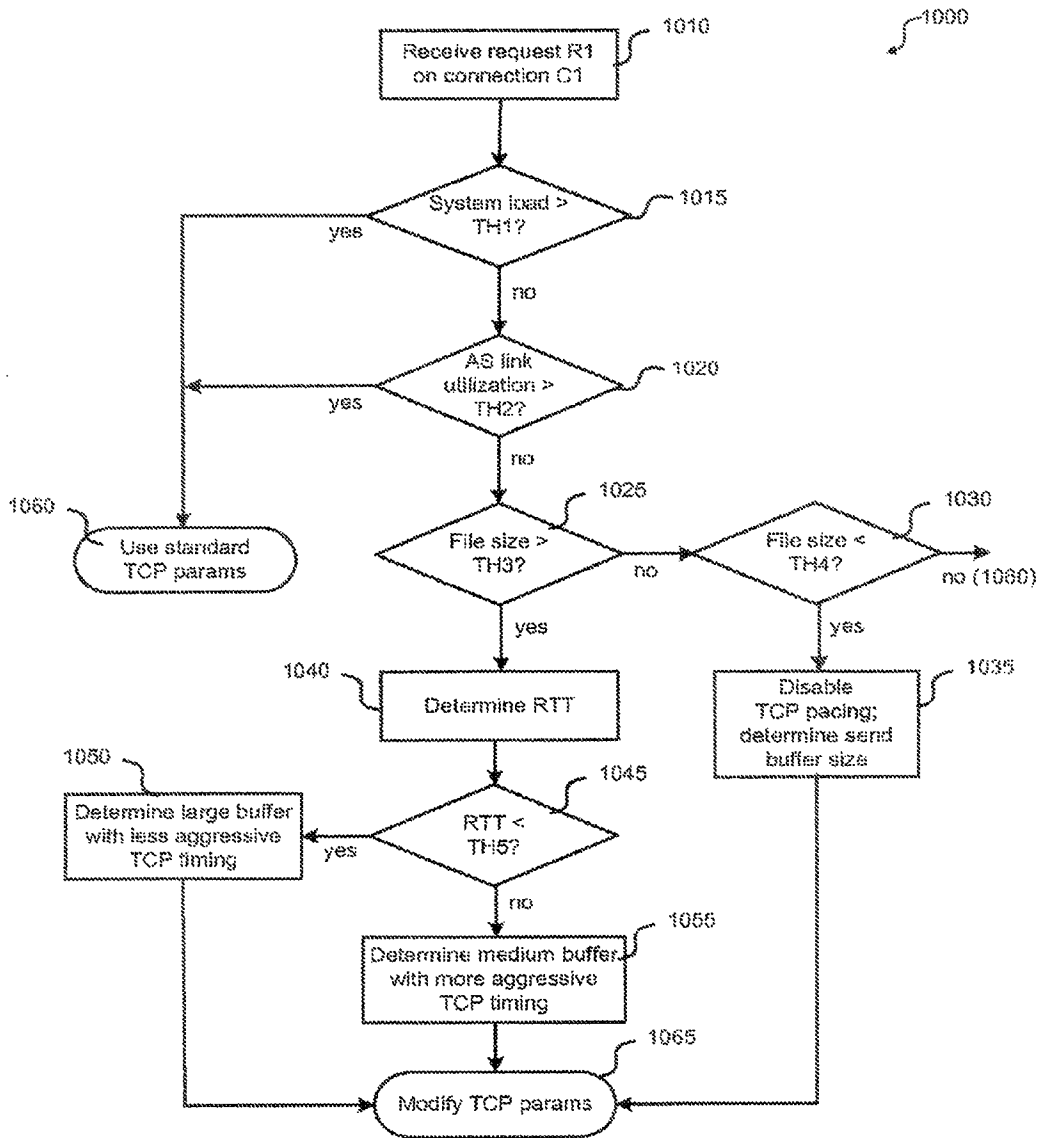 1000
1010
Receive request R1
on connection C1
System load >
TH1?
1015
yes
no
AS link
utilization >
TH2?
1020
yes
no
1060
Use standard
TCP params
1025
File size >
TH3?
no
1030
File size <
TH4?
no (1060)
yes
yes
1040
Determine RTT
1035
Disable
TCP pacing;
determine send
buffer size
1050
Determine large buffer
with less aggressive
TCP timing
1045
RTT <
TH5?
yes
no
1055
Determine medium buffer
with more aggressive
TCP timing
1065
Modify TCP params